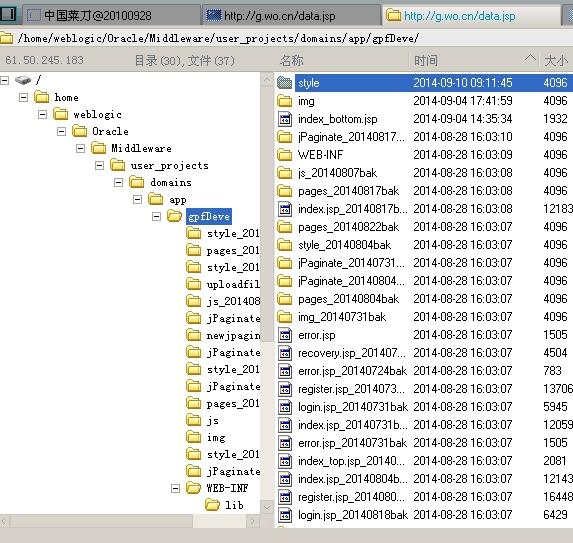 中国菜刀@20100928 http://g.wo.cn/data.jsp http://g.wo.cn/data.jsp
/home/weblogic/Oracle/Middleware/user_projects/domains/app/gpfDeve/
61.50.245.183 目录(30),文件(37) 名称 时间 大小
/
home
weblogic
Oracle
Middleware
user_projects
domains
app
gpfDeve
style_201
pages_201
style_201
uploadfil
js_201408
jPaginate
newjpagin
jPaginate
style_201
jPaginate
pages_201
js
img
style_201
jPaginate
WEB-INF
lib
style 2014-09-10 09:11:45 4096
img 2014-09-04 17:41:59 4096
index_bottom.jsp 2014-09-04 14:35:34 1932
jPaginate_20140817... 2014-08-28 16:03:10 4096
WEB-INF 2014-08-28 16:03:09 4096
js_20140807bak 2014-08-28 16:03:08 4096
pages_20140817bak 2014-08-28 16:03:08 4096
index.jsp_20140817b... 2014-08-28 16:03:08 12183
pages_20140822bak 2014-08-28 16:03:07 4096
style_20140804bak 2014-08-28 16:03:07 4096
jPaginate_20140731... 2014-08-28 16:03:07 4096
jPaginate_20140804... 2014-08-28 16:03:07 4096
pages_20140804bak 2014-08-28 16:03:07 4096
img_20140731bak 2014-08-28 16:03:07 4096
error.jsp 2014-08-28 16:03:07 1505
recovery.jsp_201407... 2014-08-28 16:03:07 4504
error.jsp_20140724bak 2014-08-28 16:03:07 783
register.jsp_2014073... 2014-08-28 16:03:07 13706
login.jsp_20140731bak 2014-08-28 16:03:07 5945
index.jsp_20140731b... 2014-08-28 16:03:07 12059
error.jsp_20140731bak 2014-08-28 16:03:07 1505
index_top.jsp_20140... 2014-08-28 16:03:07 2081
index.jsp_20140804b... 2014-08-28 16:03:07 12143
register.jsp_2014080... 2014-08-28 16:03:07 14448
login.jsp_20140818bak 2014-08-28 16:03:07 6429